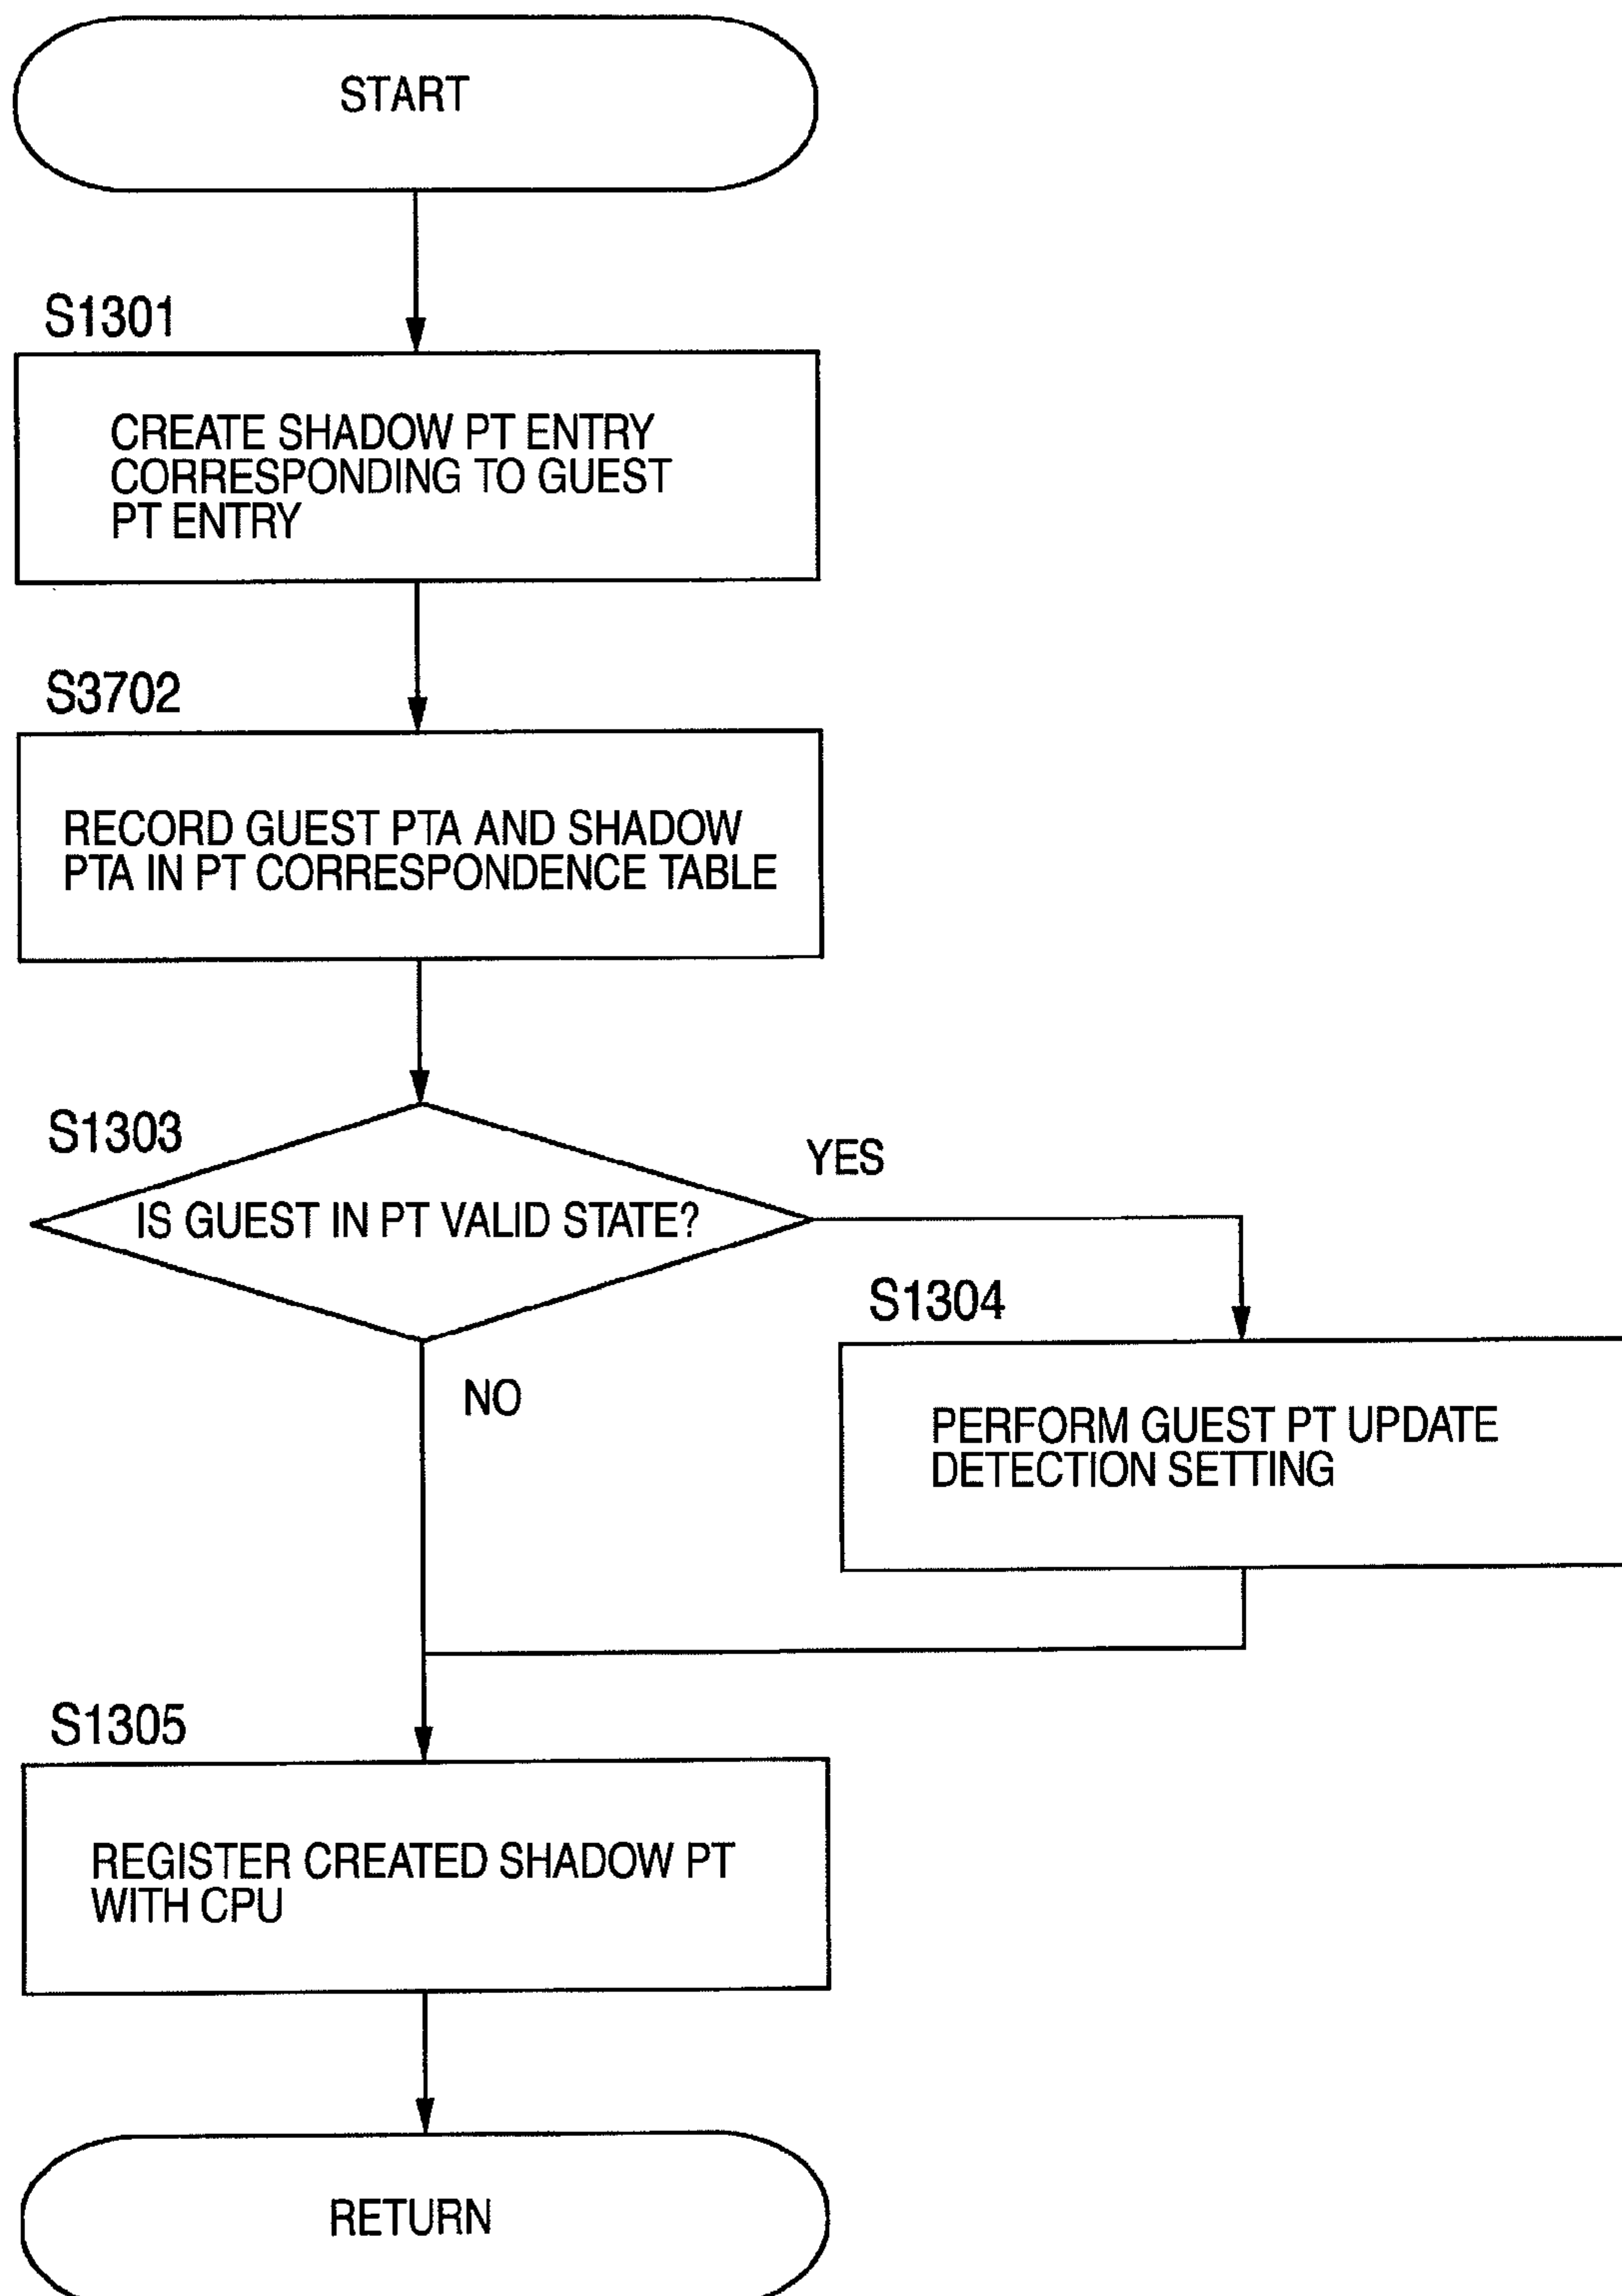 START
S1301
CREATE SHADOW PT ENTRY
CORRESPONDING TO GUEST
PT ENTRY
S3702
RECORD GUEST PTA AND SHADOW
PTA IN PT CORRESPONDENCE TABLE
S1303
IS GUEST IN PT VALID STATE?
YES
NO
S1304
PERFORM GUEST PT UPDATE
DETECTION SETTING
S1305
REGISTER CREATED SHADOW PT
WITH CPU
RETURN